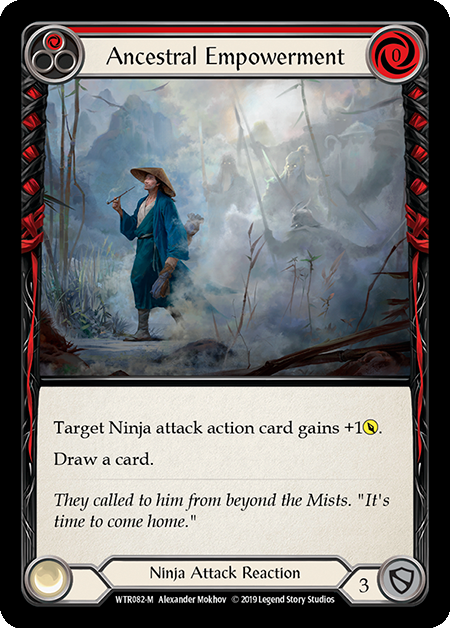 Ancestral Empowerment
0
Target Ninja attack action card gains +1.
Draw a card.
They called to him from beyond the Mists. "It's
time to come home."
Ninja Attack Reaction
3
WTR082-M Alexander Mokhov © 2019 Legend Story Studios